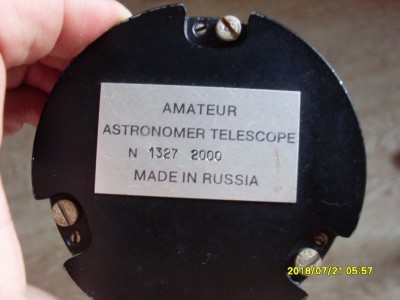 AMATEUR
ASTRONOMER TELESCOPE
N 1327 2000
MADE IN RUSSIA
2018/07/21 05:57